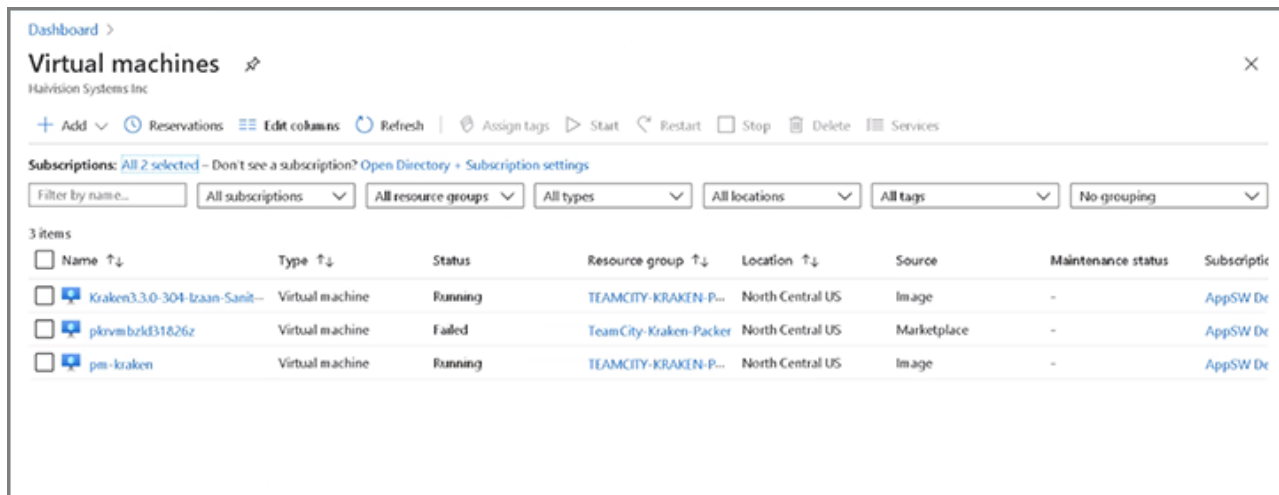 Dashboard >
Virtual machines
Haivision Systems Inc
Add Reservations Edit columns Refresh Assign tags Start Restart Stop Delete Services
Subscriptions: All 2 selected – Don't see a subscription? Open Directory + Subscription settings
Filter by name... All subscriptions All resource groups All types All locations All tags No grouping
3 items
Name ↑↓ Type ↑↓ Status Resource group ↑↓ Location ↑↓ Source Maintenance status Subscriptic
Kraken3.3.0-304-Izaan-Sanit... Virtual machine Running TEAMCITY-KRAKEN-P... North Central US Image -
AppSW De
pkrvmbzkl31826z Virtual machine Failed TeamCity-Kraken-Packer North Central US Marketplace - AppSW De
pm-kraken Virtual machine Running TEAMCITY-KRAKEN-P... North Central US Image - AppSW De